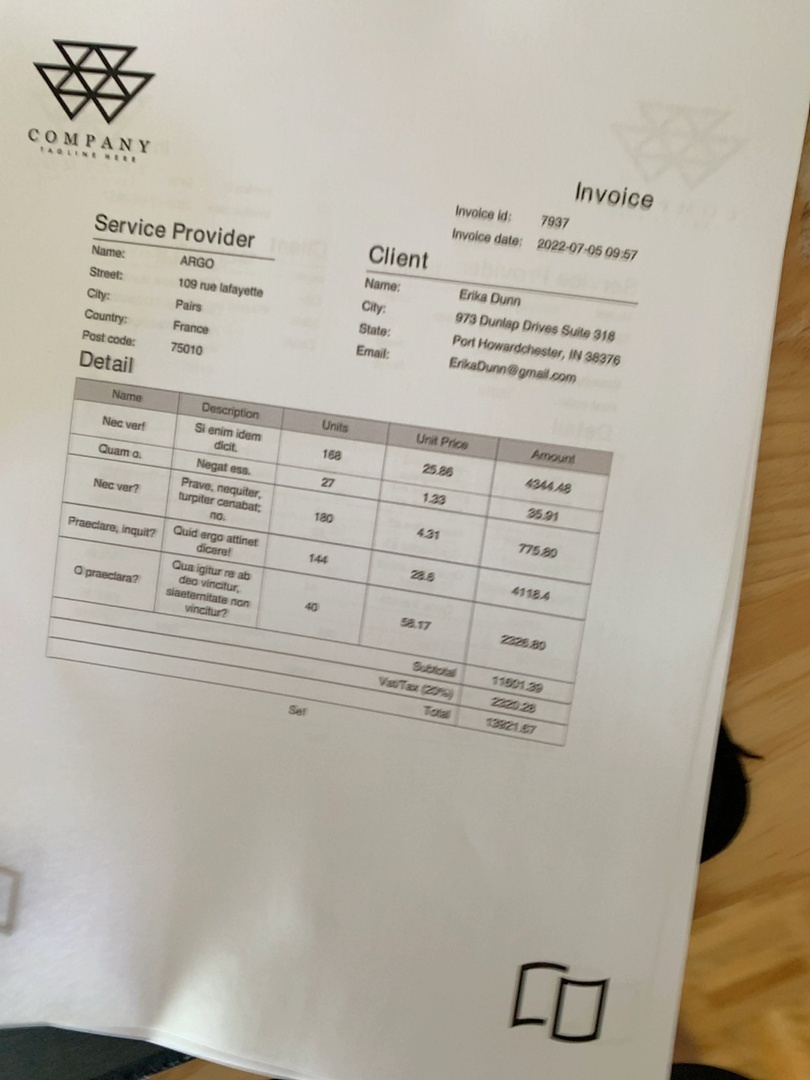 COMPANY
TAGLINE HERE
Invoice
Invoice id: 7937
Invoice date: 2022-07-05 09:57
Service Provider
Name: ARGO
Street: 109 rue lafayette
City: Pairs
Country: France
Post code: 75010
Client
Name: Erika Dunn
City: 973 Dunlap Drives Suite 318
State: Port Howardchester, IN 38376
Email: ErikaDunn@gmail.com
Detail
Name Description Units Unit Price Amount
Nec ver! Si enim idem
dicit. 168 25.86 4344.48
Quam o. Negat esse. 27 1.33 35.91
Nec ver? Prave, nequiter,
turpiter cenabat;
no. 180 4.31 775.80
Praeclare, inquit? Quid ergo attinet
dicere! 144 28.6 4118.4
O praeclara? Qua igitur re ab
deo vincitur,
siaeternitate non
vincitur? 40 58.17 2326.80
Subtotal 11601.39
Vat/Tax (20%) 2320.28
Total 13921.67